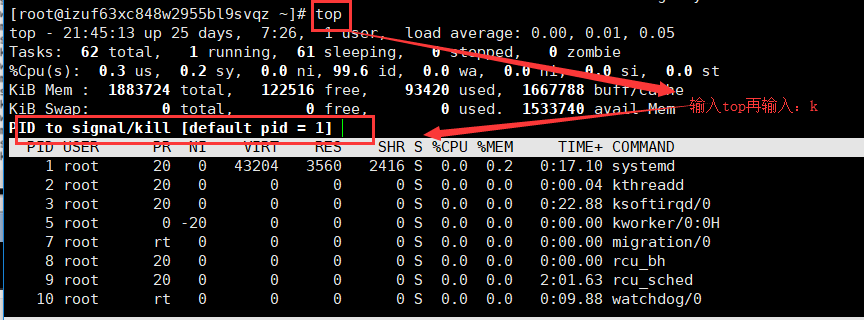 [root@izuf63xc848w2955bl9svqz ~]# top
top - 21:45:13 up 25 days,  7:26,  1 user,  load average: 0.00, 0.01, 0.05
Tasks:  62 total,   1 running,  61 sleeping,   0 stopped,   0 zombie
%Cpu(s):  0.3 us,  0.2 sy,  0.0 ni, 99.6 id,  0.0 wa,  0.0 hi,  0.0 si,  0.0 st
KiB Mem :  1883724 total,   122516 free,    93420 used,  1667788 buff/cache
KiB Swap:        0 total,        0 free,        0 used.  1533740 avail Mem
输入top再输入：k
PID to signal/kill [default pid = 1]
PID USER      PR  NI    VIRT    RES    SHR S %CPU %MEM     TIME+ COMMAND
1 root      20   0   43204   3560   2416 S  0.0  0.2   0:17.10 systemd
2 root      20   0       0      0      0 S  0.0  0.0   0:00.04 kthreadd
3 root      20   0       0      0      0 S  0.0  0.0   0:22.88 ksoftirqd/0
5 root       0 -20       0      0      0 S  0.0  0.0   0:00.00 kworker/0:0H
7 root      rt   0       0      0      0 S  0.0  0.0   0:00.00 migration/0
8 root      20   0       0      0      0 S  0.0  0.0   0:00.00 rcu_bh
9 root      20   0       0      0      0 S  0.0  0.0   2:01.63 rcu_sched
10 root      rt   0       0      0      0 S  0.0  0.0   0:09.88 watchdog/0